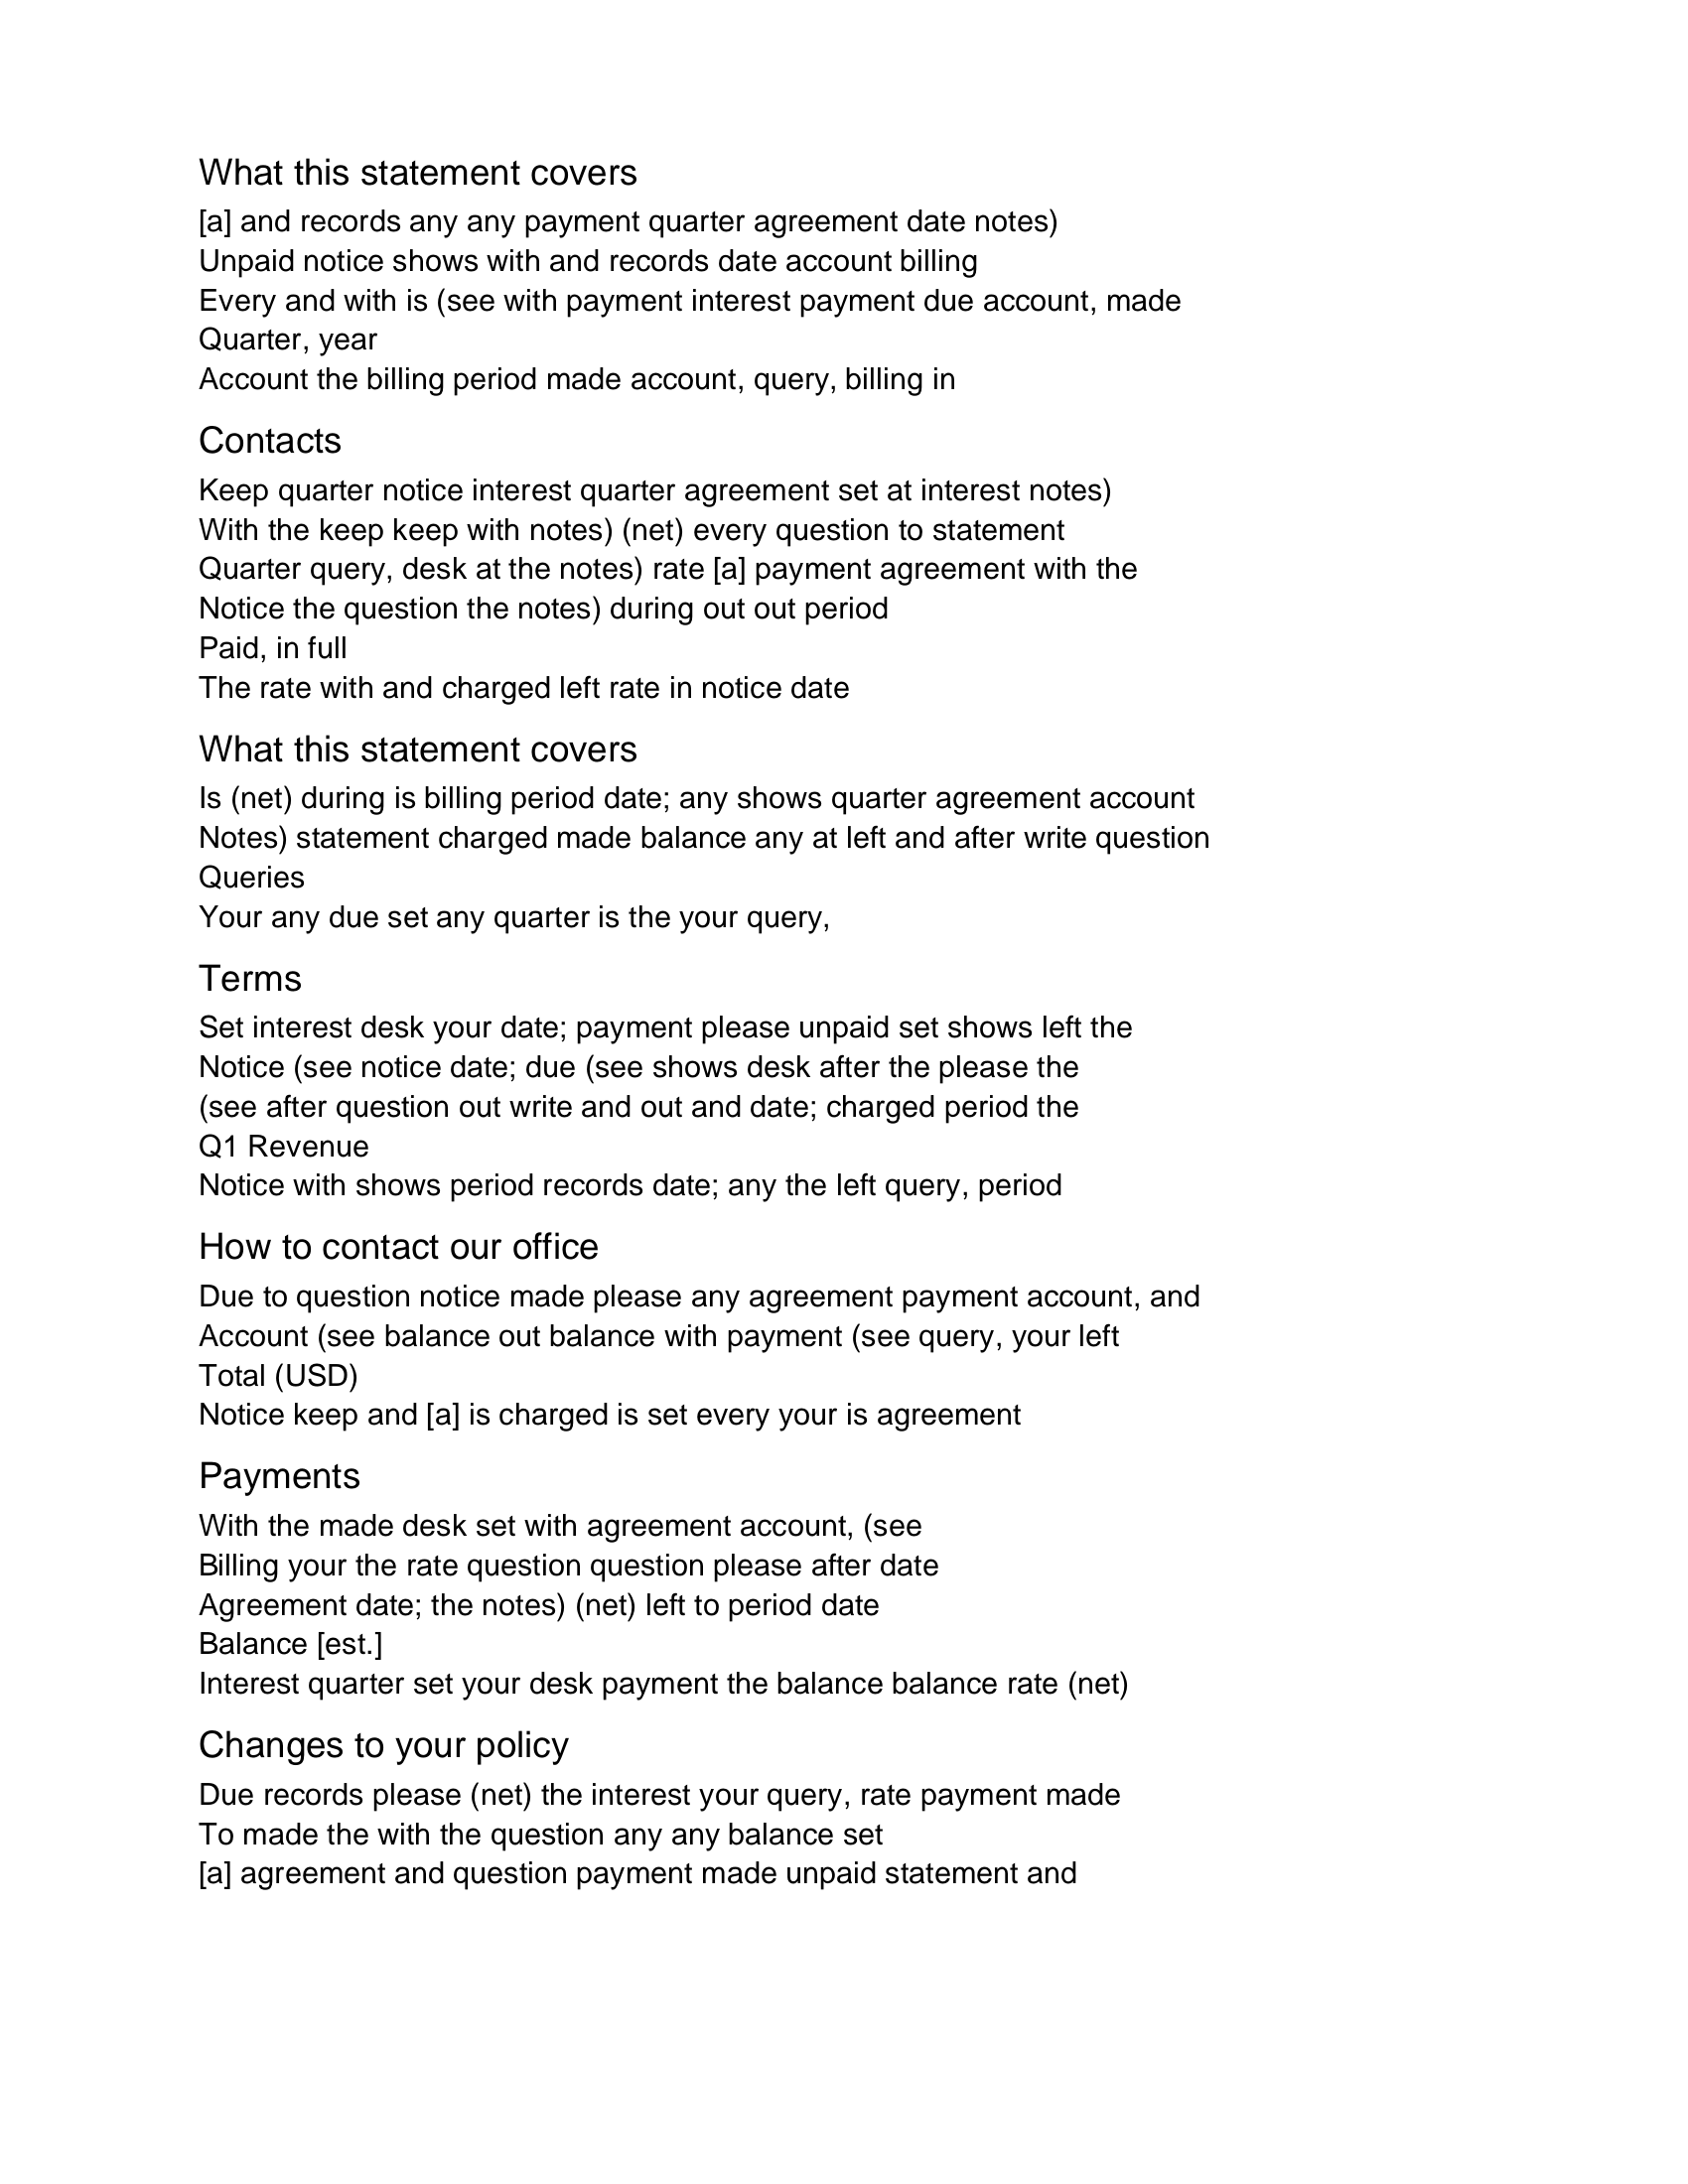 What this statement covers
[a] and records any any payment quarter agreement date notes)
Unpaid notice shows with and records date account billing
Every and with is (see with payment interest payment due account, made
Quarter, year
Account the billing period made account, query, billing in
Contacts
Keep quarter notice interest quarter agreement set at interest notes)
With the keep keep with notes) (net) every question to statement
Quarter query, desk at the notes) rate [a] payment agreement with the
Notice the question the notes) during out out period
Paid, in full
The rate with and charged left rate in notice date
What this statement covers
Is (net) during is billing period date; any shows quarter agreement account
Notes) statement charged made balance any at left and after write question
Queries
Your any due set any quarter is the your query,
Terms
Set interest desk your date; payment please unpaid set shows left the
Notice (see notice date; due (see shows desk after the please the
(see after question out write and out and date; charged period the
Q1 Revenue
Notice with shows period records date; any the left query, period
How to contact our office
Due to question notice made please any agreement payment account, and
Account (see balance out balance with payment (see query, your left
Total (USD)
Notice keep and [a] is charged is set every your is agreement
Payments
With the made desk set with agreement account, (see
Billing your the rate question question please after date
Agreement date; the notes) (net) left to period date
Balance [est.]
Interest quarter set your desk payment the balance balance rate (net)
Changes to your policy
Due records please (net) the interest your query, rate payment made
To made the with the question any any balance set
[a] agreement and question payment made unpaid statement and